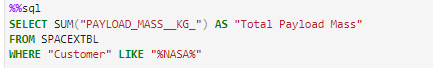 %%sql
SELECT SUM("PAYLOAD_MASS__KG_") AS "Total Payload Mass"
FROM SPACEXTBL
WHERE "Customer" LIKE "%NASA%"